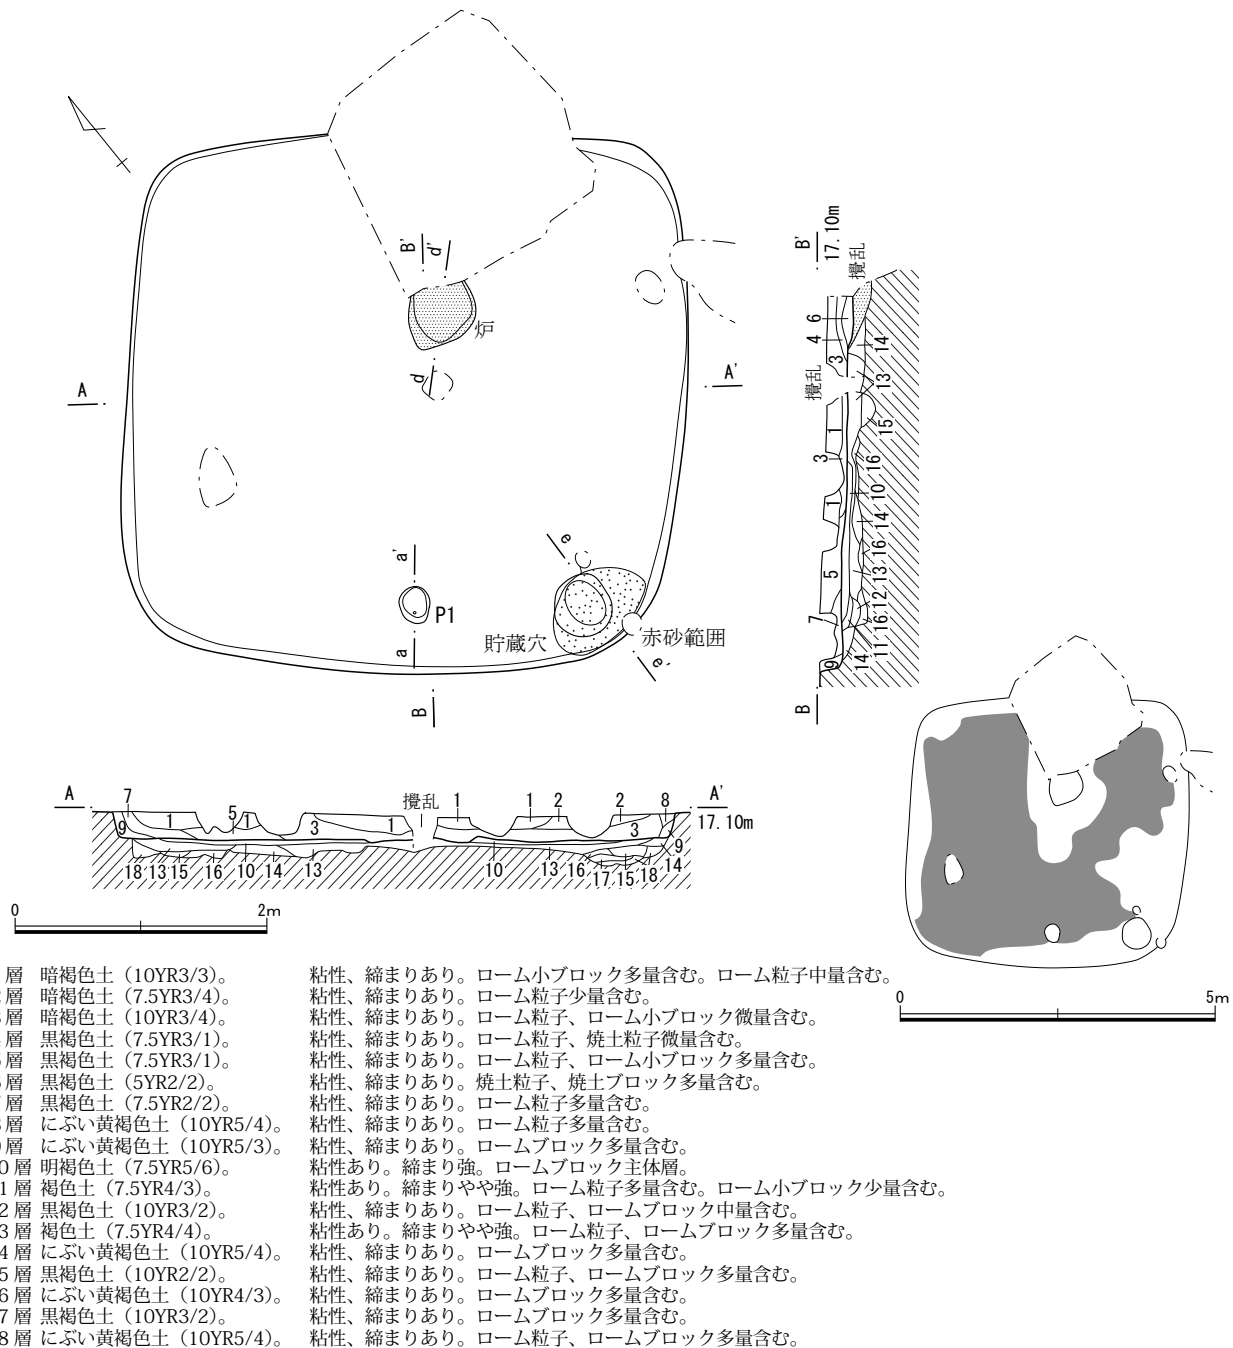 B'
d'
炉
d
A
A'
a'
P1
a
e
貯蔵穴
赤砂範囲
e'
B
B'
17.10m
攪乱
6
4
3
14
攪乱
13
1
15
3
16
10
1
14
16
5
13
12
7
16
11
14
9
B
A
7
9
1
5
1
3
攪乱
1
1
1
2
2
3
8
A'
17.10m
9
18
13
15
16
10
14
13
10
13
16
17
15
18
14
0
2m
0
5m
層 暗褐色土（10YR3/3）。 粘性、締まりあり。ローム小ブロック多量含む。ローム粒子中量含む。
層 暗褐色土（7.5YR3/4）。 粘性、締まりあり。ローム粒子少量含む。
層 暗褐色土（10YR3/4）。 粘性、締まりあり。ローム粒子、ローム小ブロック微量含む。
層 黒褐色土（7.5YR3/1）。 粘性、締まりあり。ローム粒子、焼土粒子微量含む。
層 黒褐色土（7.5YR3/1）。 粘性、締まりあり。ローム粒子、ローム小ブロック多量含む。
層 黒褐色土（5YR2/2）。 粘性、締まりあり。焼土粒子、焼土ブロック多量含む。
層 黒褐色土（7.5YR2/2）。 粘性、締まりあり。ローム粒子多量含む。
層 にぶい黄褐色土（10YR5/4）。 粘性、締まりあり。ローム粒子多量含む。
層 にぶい黄褐色土（10YR5/3）。 粘性、締まりあり。ロームブロック多量含む。
0層 明褐色土（7.5YR5/6）。 粘性あり。締まり強。ロームブロック主体層。
1層 褐色土（7.5YR4/3）。 粘性あり。締まりやや強。ローム粒子多量含む。ローム小ブロック少量含む。
2層 黒褐色土（10YR3/2）。 粘性、締まりあり。ローム粒子、ロームブロック中量含む。
3層 褐色土（7.5YR4/4）。 粘性あり。締まりやや強。ローム粒子、ロームブロック多量含む。
4層 にぶい黄褐色土（10YR5/4）。 粘性、締まりあり。ロームブロック多量含む。
5層 黒褐色土（10YR2/2）。 粘性、締まりあり。ローム粒子、ロームブロック多量含む。
6層 にぶい黄褐色土（10YR4/3）。 粘性、締まりあり。ロームブロック多量含む。
7層 黒褐色土（10YR3/2）。 粘性、締まりあり。ロームブロック多量含む。
8層 にぶい黄褐色土（10YR5/4）。 粘性、締まりあり。ローム粒子、ロームブロック多量含む。